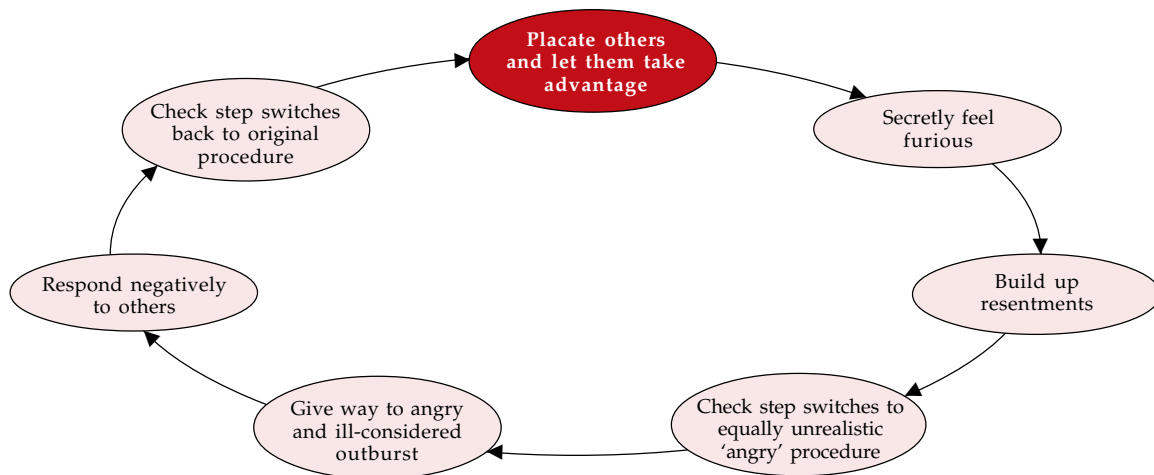 Placate others
and let them take
advantage
Secretly feel
furious
Build up
resentments
Check step switches to
equally unrealistic
‘angry’ procedure
Give way to angry
and ill-considered
outburst
Respond negatively
to others
Check step switches
back to original
procedure